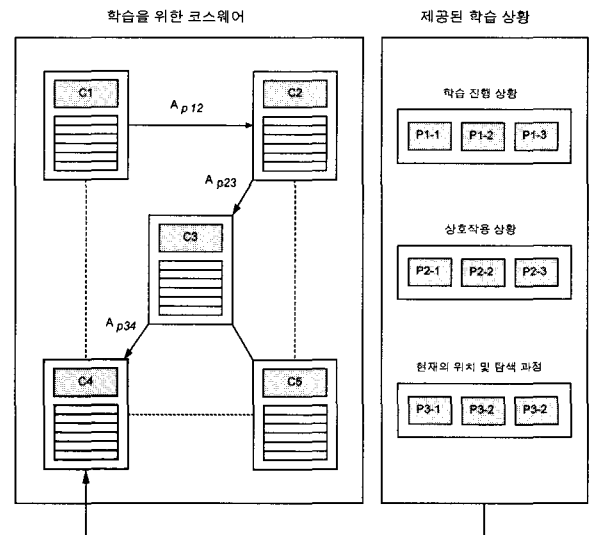 학습을 위한 코스웨어
제공된 학습 상황
C1
A p12
C2
A p23
C3
A p34
C4
C5
학습 진행 상황
P1-1 P1-2 P1-3
상호작용 상황
P2-1 P2-2 P2-3
현재의 위치 및 탐색 과정
P3-1 P3-2 P3-2